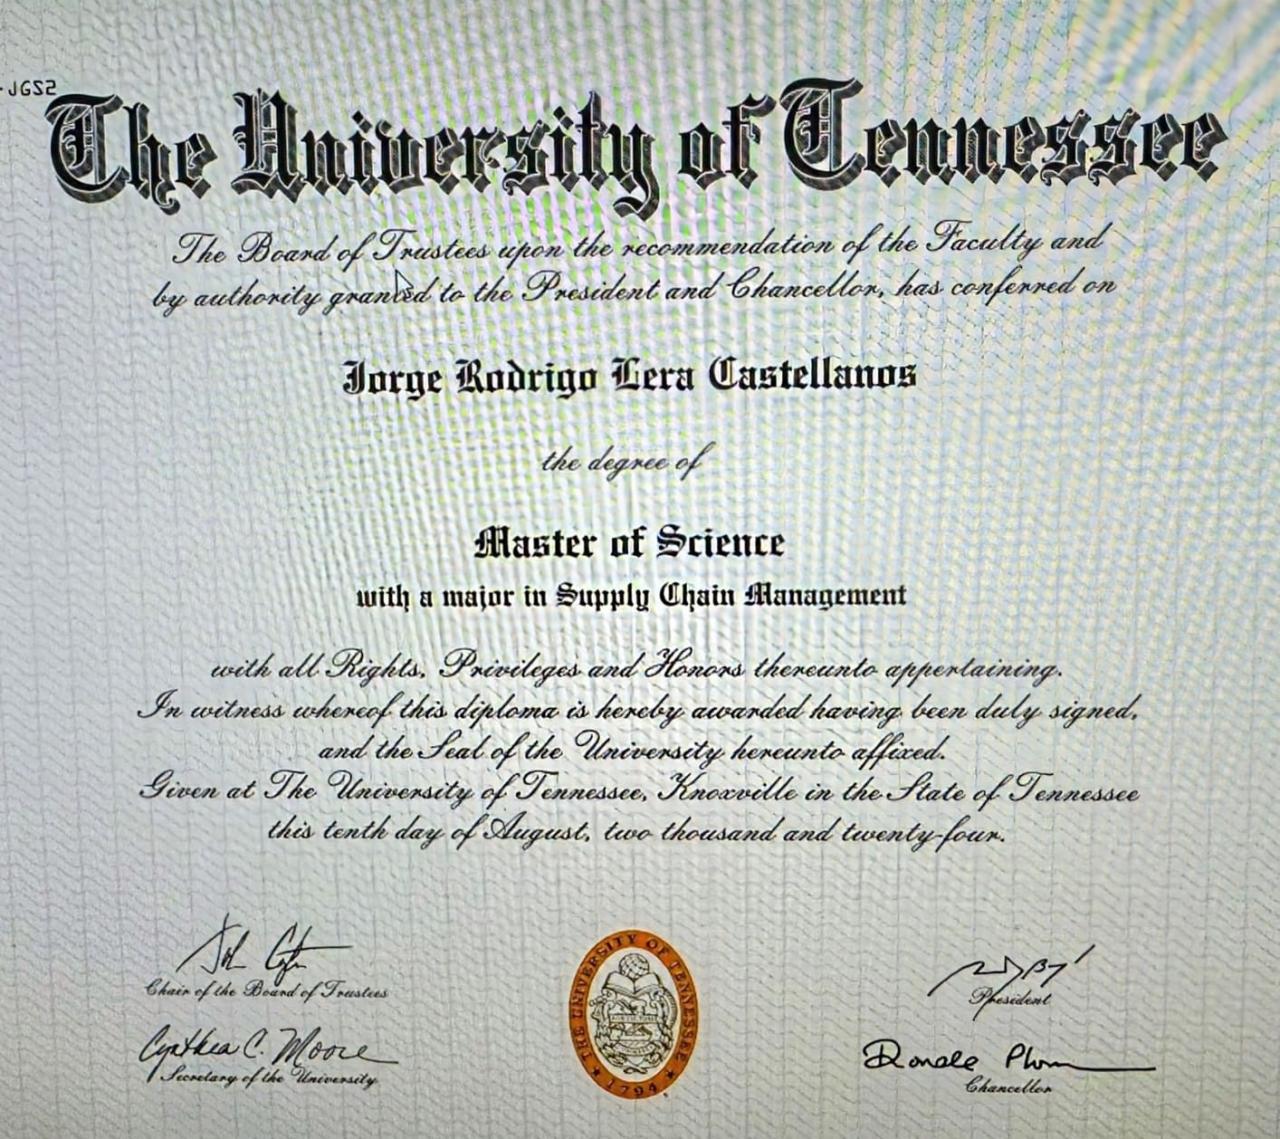 -JGS2
The University of Tennessee
The Board of Trustees upon the recommendation of the Faculty and
by authority granted to the President and Chancellor, has conferred on
Jorge Rodrigo Lera Castellanos
the degree of
Master of Science
with a major in Supply Chain Management
with all Rights, Privileges and Honors thereunto appertaining.
In witness whereof this diploma is hereby awarded having been duly signed,
and the Seal of the University hereunto affixed.
Given at The University of Tennessee, Knoxville in the State of Tennessee
this tenth day of August, two thousand and twenty-four.
Chair of the Board of Trustees
President
Cynthia C. Moore
Secretary of the University
Chancellor
THE UNIVERSITY OF TENNESSEE
1794